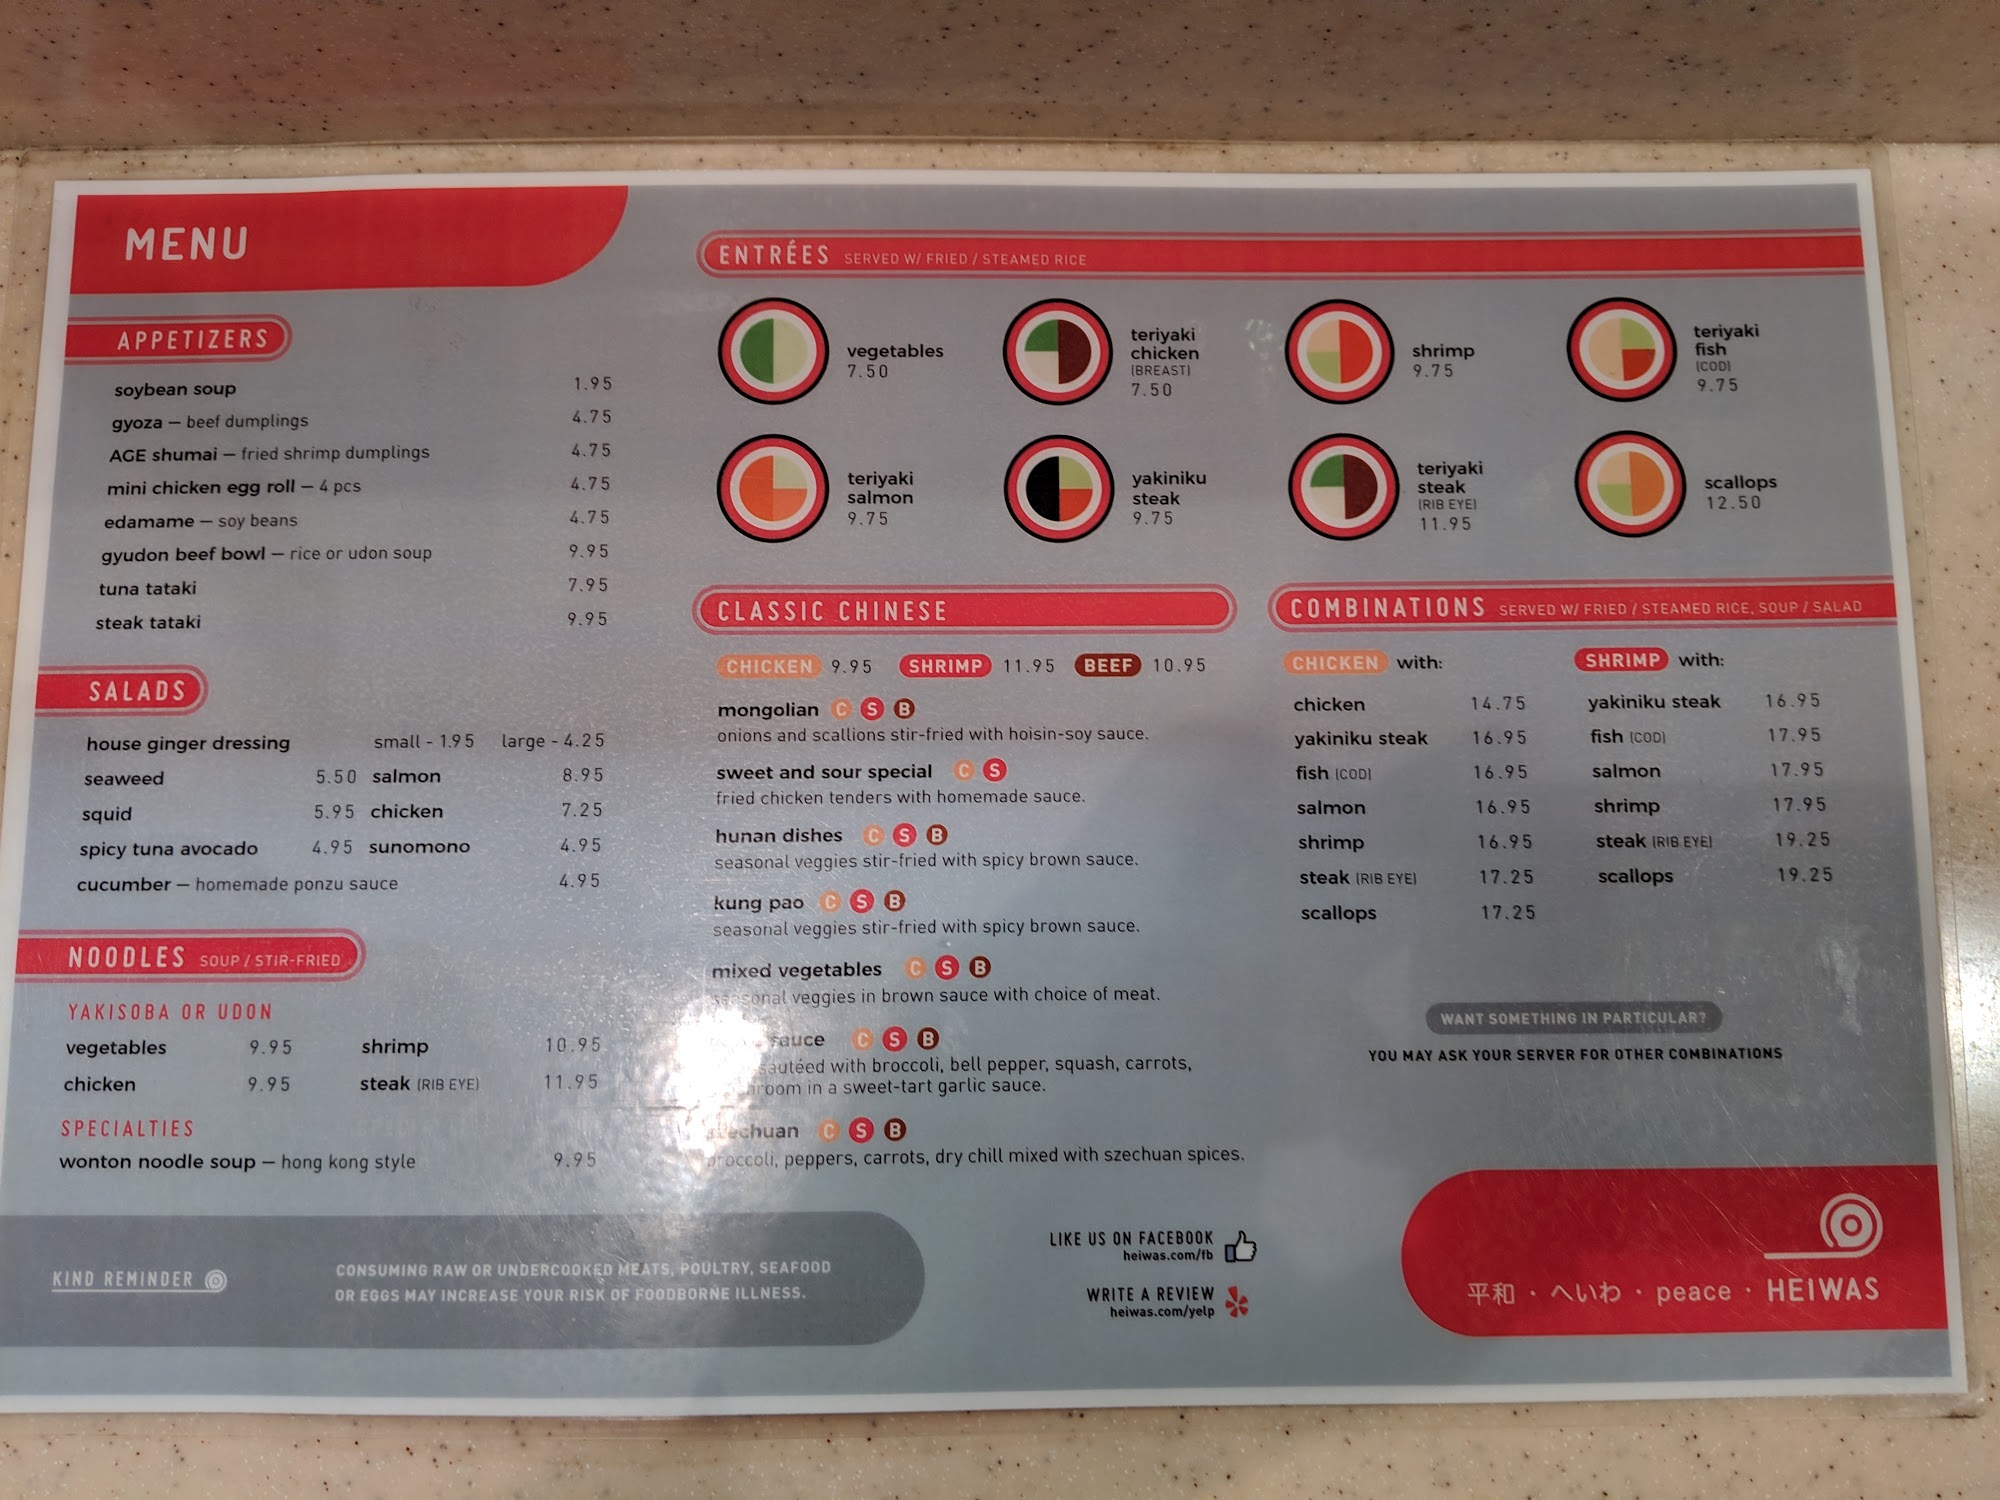 MENU
APPETIZERS
soybean soup 1.95
gyoza – beef dumplings 4.75
AGE shumai – fried shrimp dumplings 4.75
mini chicken egg roll – 4 pcs 4.75
edamame – soy beans 4.75
gyudon beef bowl – rice or udon soup 9.95
tuna tataki 7.95
steak tataki 9.95
SALADS
house ginger dressing small - 1.95 large - 4.25
seaweed 5.50 salmon 8.95
squid 5.95 chicken 7.25
spicy tuna avocado 4.95 sunomono 4.95
cucumber – homemade ponzu sauce 4.95
NOODLES SOUP / STIR-FRIED
YAKISOBA OR UDON
vegetables 9.95 shrimp 10.95
chicken 9.95 steak (RIB EYE) 11.95
SPECIALTIES
wonton noodle soup – hong kong style 9.95
KIND REMINDER
CONSUMING RAW OR UNDERCOOKED MEATS, POULTRY, SEAFOOD
OR EGGS MAY INCREASE YOUR RISK OF FOODBORNE ILLNESS.
ENTRÉES SERVED W/ FRIED / STEAMED RICE
vegetables
7.50
teriyaki
chicken
(BREAST)
7.50
shrimp
9.75
teriyaki
fish
(COD)
9.75
teriyaki
salmon
9.75
yakiniku
steak
9.75
teriyaki
steak
(RIB EYE)
11.95
scallops
12.50
CLASSIC CHINESE
CHICKEN 9.95 SHRIMP 11.95 BEEF 10.95
mongolian C S B
onions and scallions stir-fried with hoisin-soy sauce.
sweet and sour special C S
fried chicken tenders with homemade sauce.
hunan dishes C S B
seasonal veggies stir-fried with spicy brown sauce.
kung pao C S B
seasonal veggies stir-fried with spicy brown sauce.
mixed vegetables C S B
seasonal veggies in brown sauce with choice of meat.
sauce C S B
sautéed with broccoli, bell pepper, squash, carrots,
in a sweet-tart garlic sauce.
szechuan C S B
broccoli, peppers, carrots, dry chill mixed with szechuan spices.
LIKE US ON FACEBOOK
heiwas.com/fb
WRITE A REVIEW
heiwas.com/yelp
COMBINATIONS SERVED W/ FRIED / STEAMED RICE, SOUP / SALAD
CHICKEN with:
chicken 14.75
yakiniku steak 16.95
fish (COD) 16.95
salmon 16.95
shrimp 16.95
steak (RIB EYE) 17.25
scallops 17.25
SHRIMP with:
yakiniku steak 16.95
fish (COD) 17.95
salmon 17.95
shrimp 17.95
steak (RIB EYE) 19.25
scallops 19.25
WANT SOMETHING IN PARTICULAR?
YOU MAY ASK YOUR SERVER FOR OTHER COMBINATIONS
平和 · へいわ · peace · HEIWAS